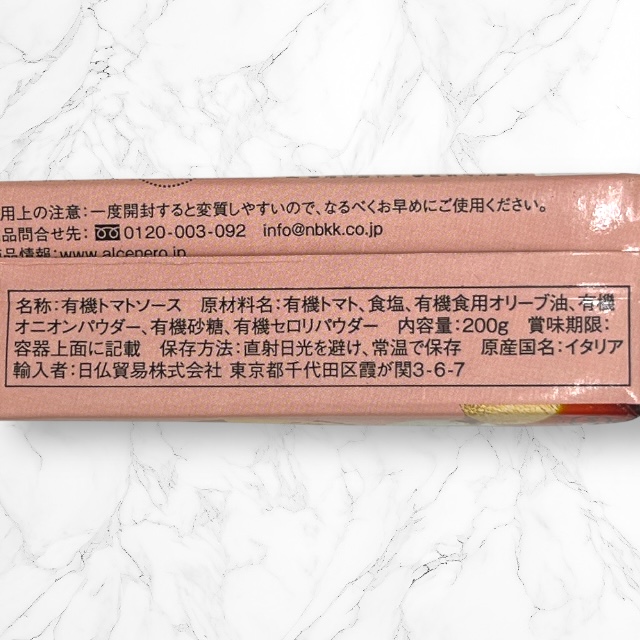 用上の注意：一度開封すると変質しやすいので、なるべくお早めにご使用ください。
品問合せ先：0120-003-092 info@nbkk.co.jp
品情報：www.alcenero.jp
名称：有機トマトソース 原材料名：有機トマト、食塩、有機食用オリーブ油、有機
オニオンパウダー、有機砂糖、有機セロリパウダー 内容量：200g 賞味期限：
容器上面に記載 保存方法：直射日光を避け、常温で保存 原産国名：イタリア
輸入者：日仏貿易株式会社 東京都千代田区霞が関3-6-7